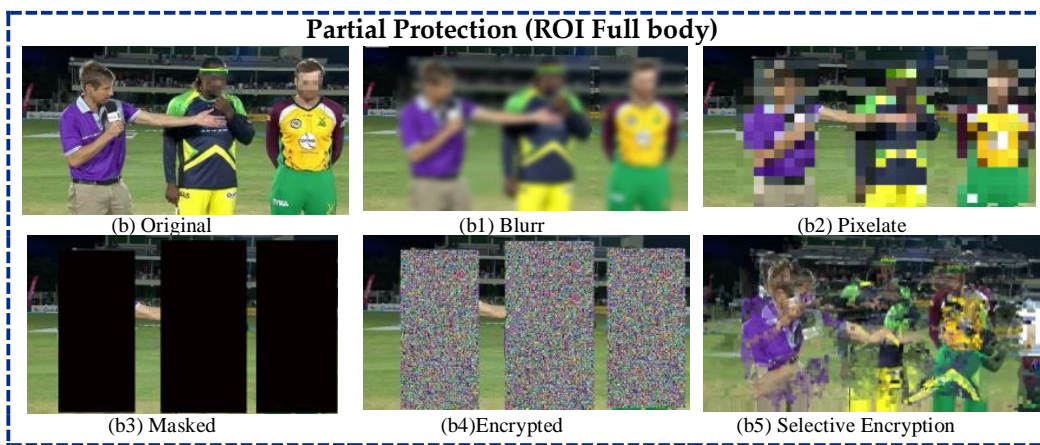 Partial Protection (ROI Full body)
(b) Original
(b1) Blurr
(b2) Pixelate
(b3) Masked
(b4)Encrypted
(b5) Selective Encryption